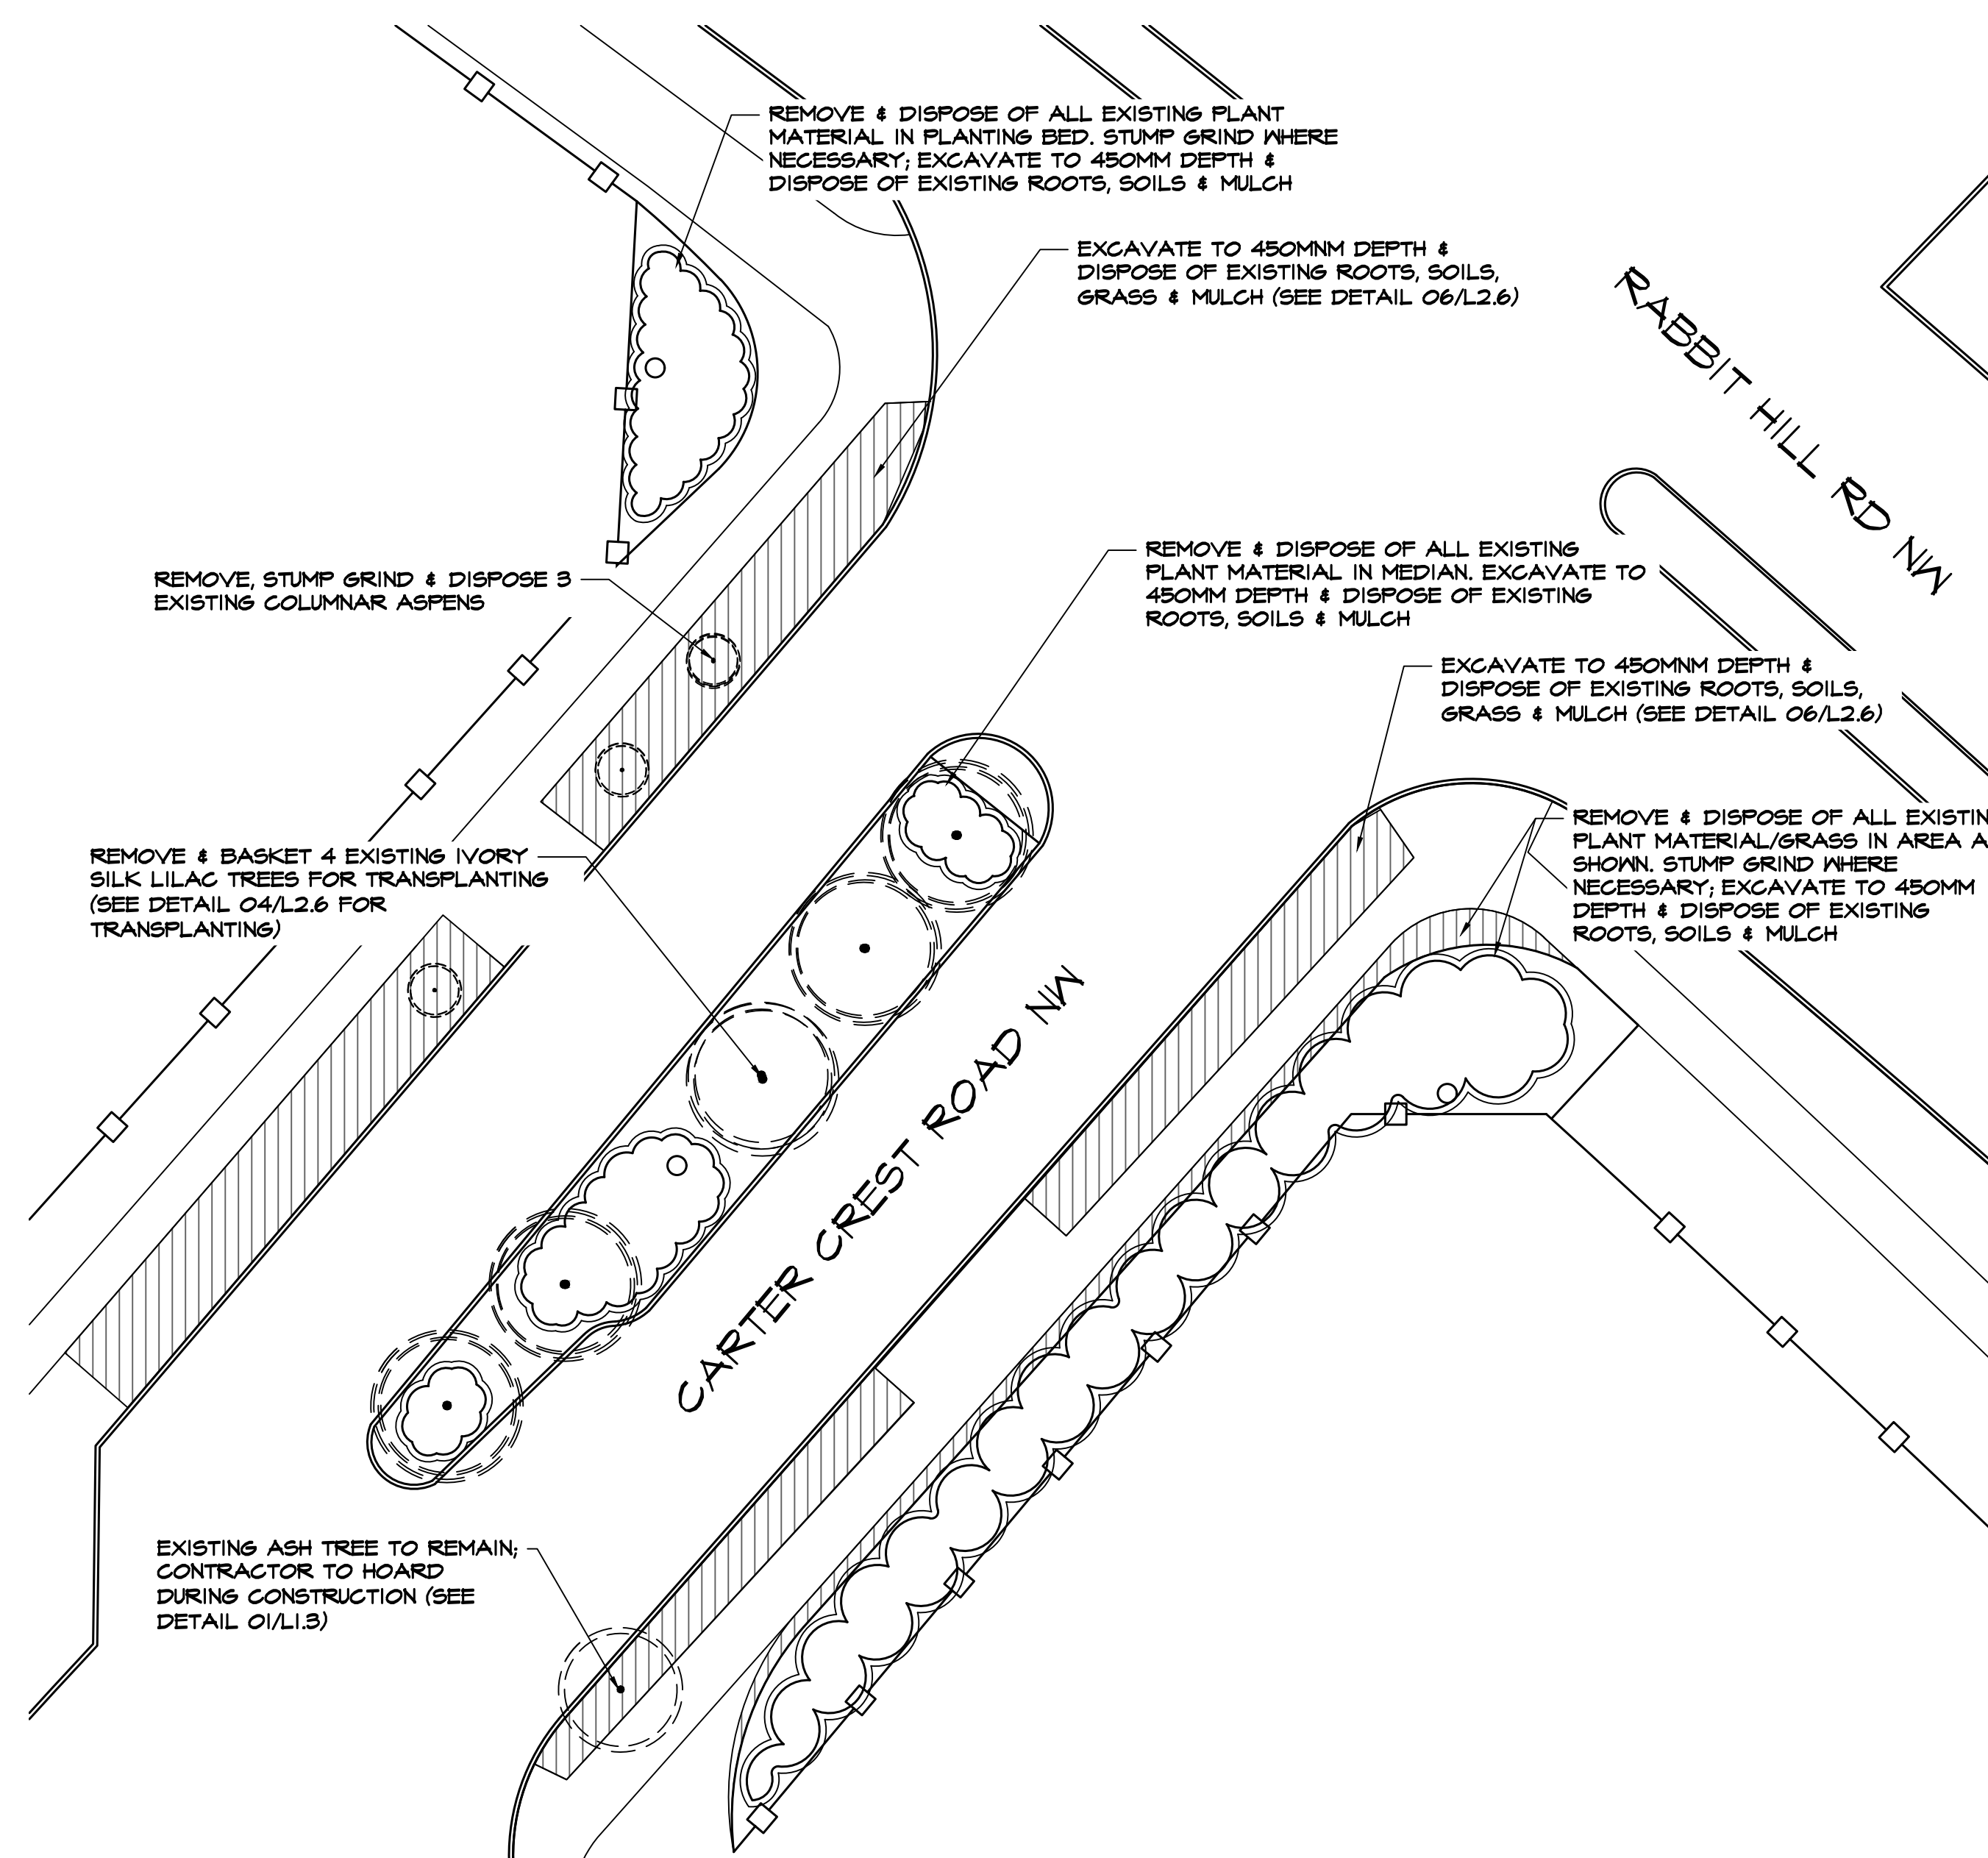 REMOVE & DISPOSE OF ALL EXISTING PLANT
MATERIAL IN PLANTING BED. STUMP GRIND WHERE
NECESSARY; EXCAVATE TO 450MM DEPTH &
DISPOSE OF EXISTING ROOTS, SOILS & MULCH
EXCAVATE TO 450MNM DEPTH &
DISPOSE OF EXISTING ROOTS, SOILS,
GRASS & MULCH (SEE DETAIL 06/L2.6)
RABBIT HILL RD NW
REMOVE, STUMP GRIND & DISPOSE 3
EXISTING COLUMNAR ASPENS
REMOVE & DISPOSE OF ALL EXISTING
PLANT MATERIAL IN MEDIAN. EXCAVATE TO
450MM DEPTH & DISPOSE OF EXISTING
ROOTS, SOILS & MULCH
EXCAVATE TO 450MNM DEPTH &
DISPOSE OF EXISTING ROOTS, SOILS,
GRASS & MULCH (SEE DETAIL 06/L2.6)
REMOVE & BASKET 4 EXISTING IVORY
SILK LILAC TREES FOR TRANSPLANTING
(SEE DETAIL 04/L2.6 FOR
TRANSPLANTING)
REMOVE & DISPOSE OF ALL EXISTIN
PLANT MATERIAL/GRASS IN AREA A
SHOWN. STUMP GRIND WHERE
NECESSARY; EXCAVATE TO 450MM
DEPTH & DISPOSE OF EXISTING
ROOTS, SOILS & MULCH
CARTER CREST ROAD NW
EXISTING ASH TREE TO REMAIN;
CONTRACTOR TO HOARD
DURING CONSTRUCTION (SEE
DETAIL 01/L1.3)